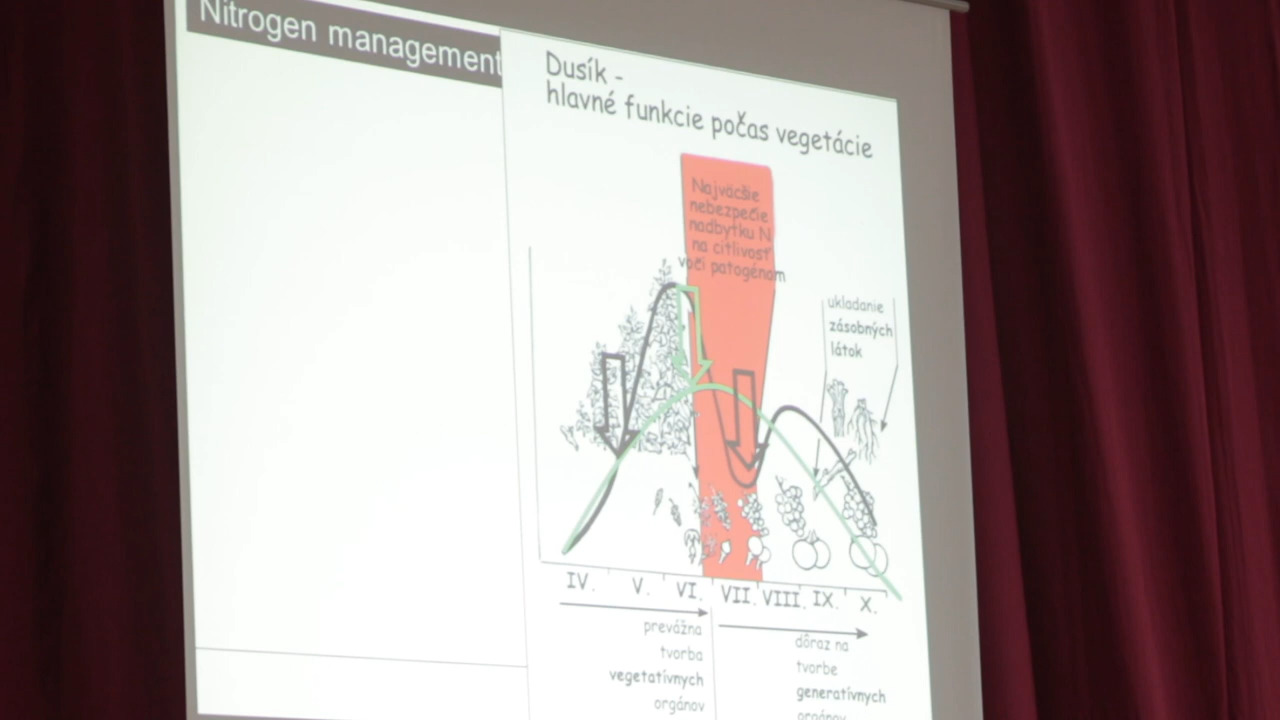 Nitrogen management
Dusík -
hlavné funkcie počas vegetácie
Najväčšie
nebezpečie
nadbytku N
na citlivosť
voči patogénom
ukladanie
zásobných
látok
IV. V. VI. VII. VIII. IX. X.
prevážna
tvorba
vegetatívnych
orgánov
dôraz na
tvorbe
generatívnych
orgánov